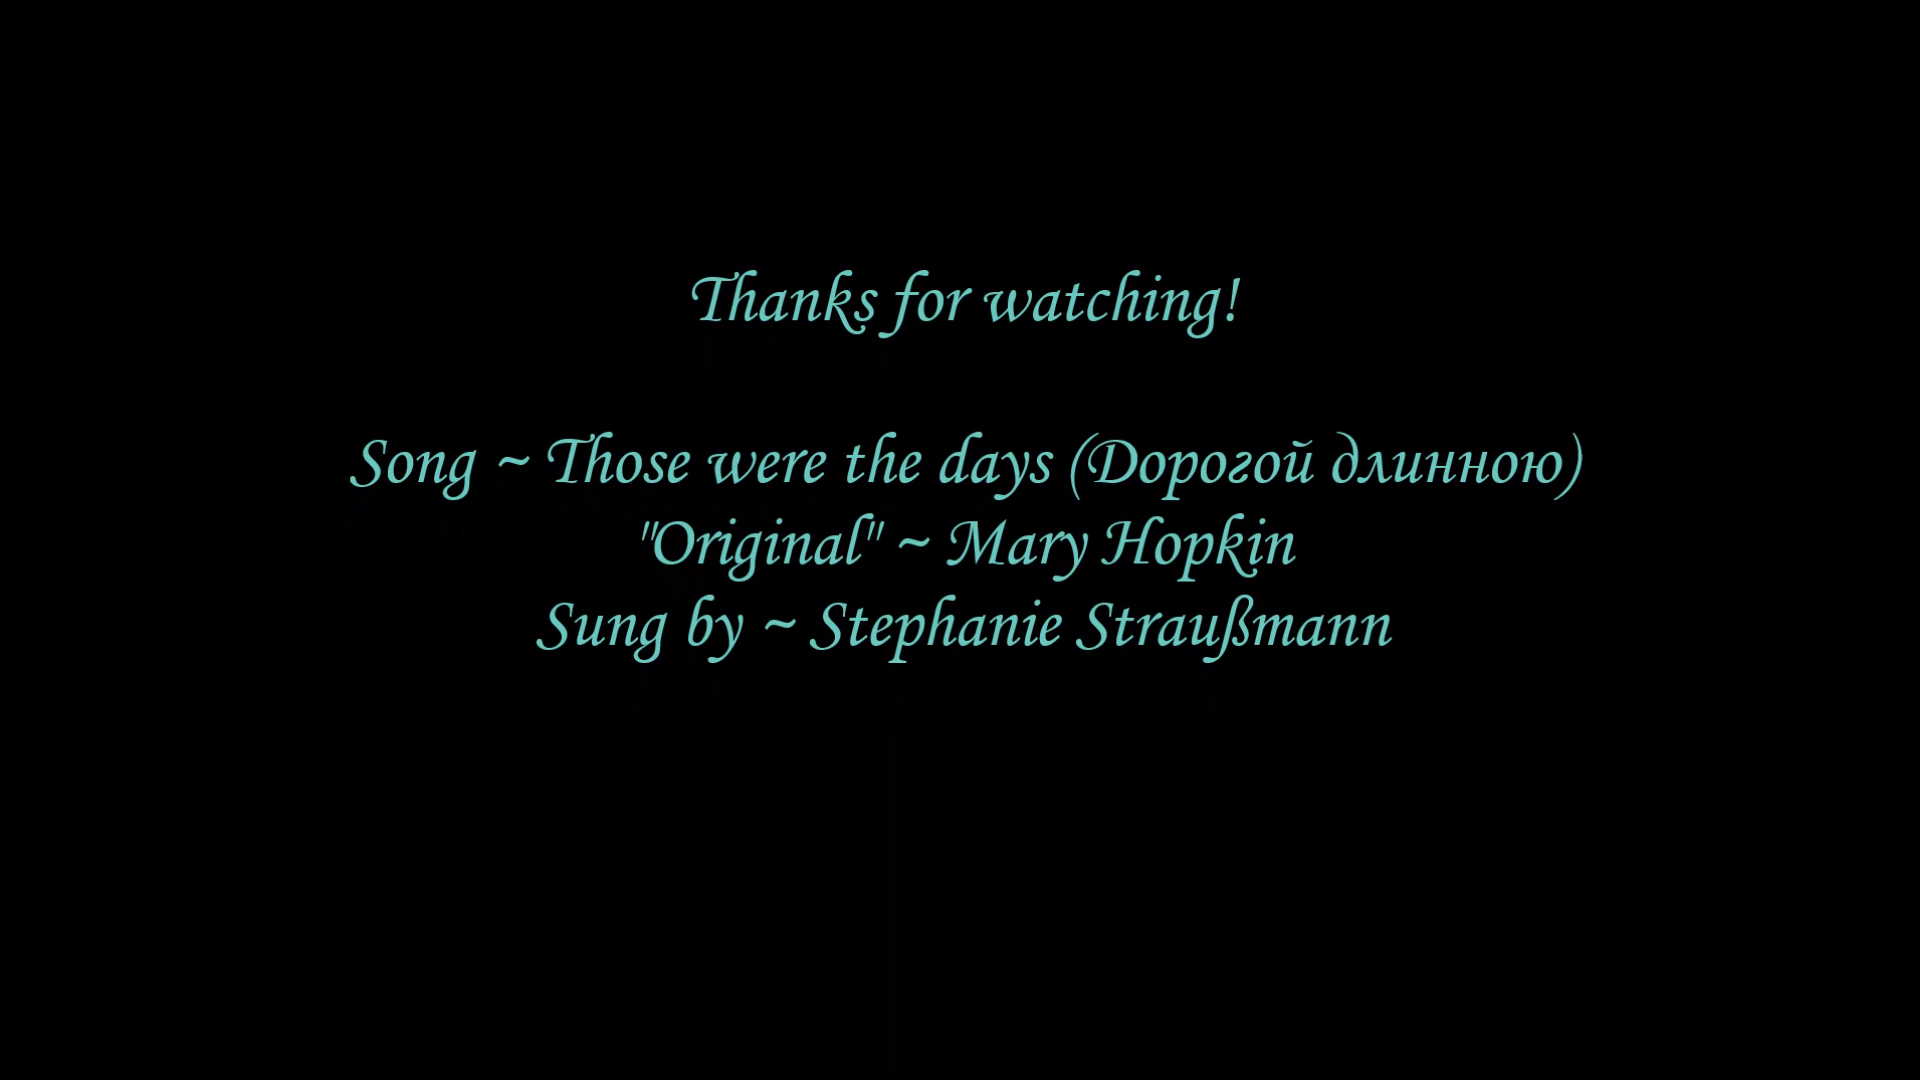 Thanks for watching!
Song ~ Those were the days (Дорогой длинною)
"Original" ~ Mary Hopkin
Sung by ~ Stephanie Straußmann